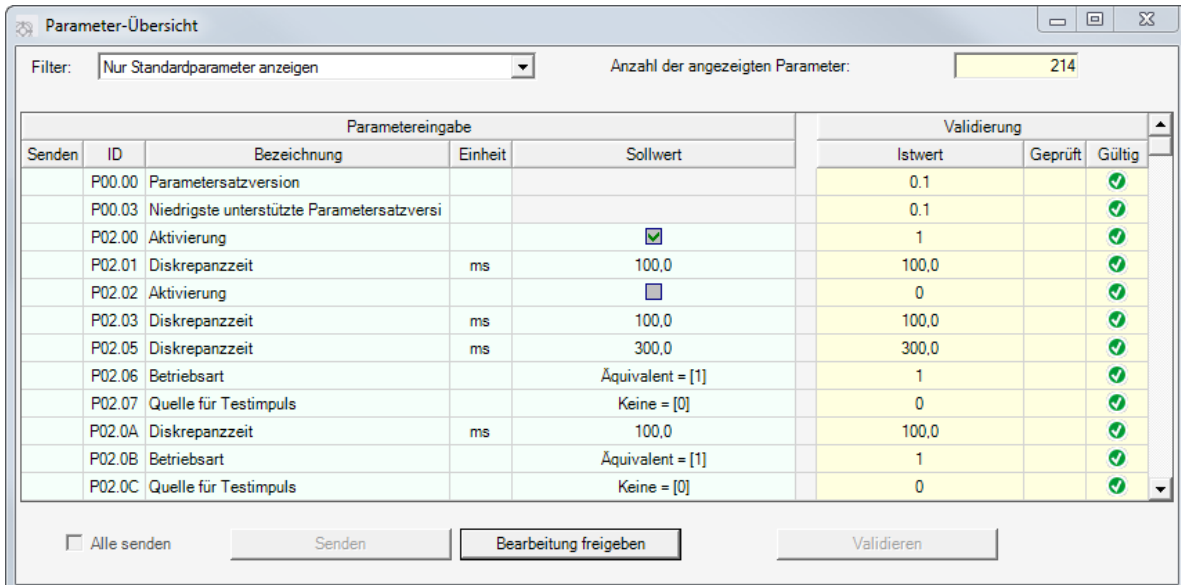 Parameter-Übersicht
Filter: Nur Standardparameter anzeigen Anzahl der angezeigten Parameter: 214
Parametereingabe Validierung
Senden ID Bezeichnung Einheit Sollwert Istwert Geprüft Gültig
P00.00 Parametersatzversion 0.1
P00.03 Niedrigste unterstützte Parametersatzversi 0.1
P02.00 Aktivierung 1
P02.01 Diskrepanzzeit ms 100,0 100,0
P02.02 Aktivierung 0
P02.03 Diskrepanzzeit ms 100,0 100,0
P02.05 Diskrepanzzeit ms 300,0 300,0
P02.06 Betriebsart Äquivalent = [1] 1
P02.07 Quelle für Testimpuls Keine = [0] 0
P02.0A Diskrepanzzeit ms 100,0 100,0
P02.0B Betriebsart Äquivalent = [1] 1
P02.0C Quelle für Testimpuls Keine = [0] 0
Alle senden Senden Bearbeitung freigeben Validieren